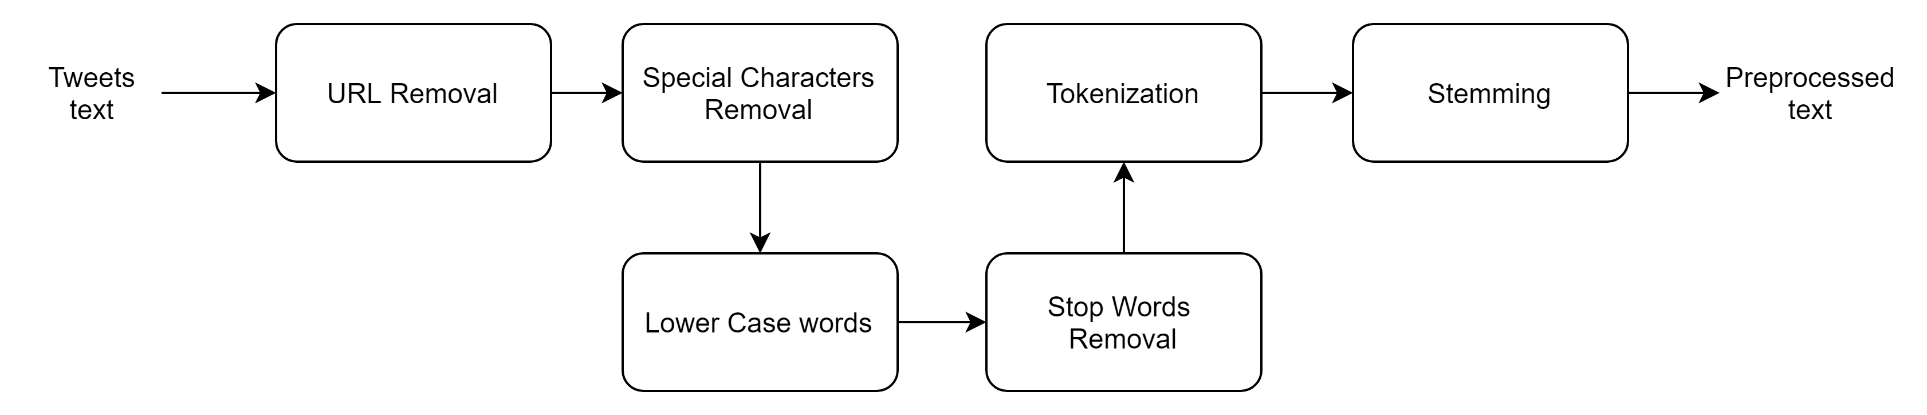 Tweets
text
URL Removal
Special Characters
Removal
Lower Case words
Stop Words
Removal
Tokenization
Stemming
Preprocessed
text